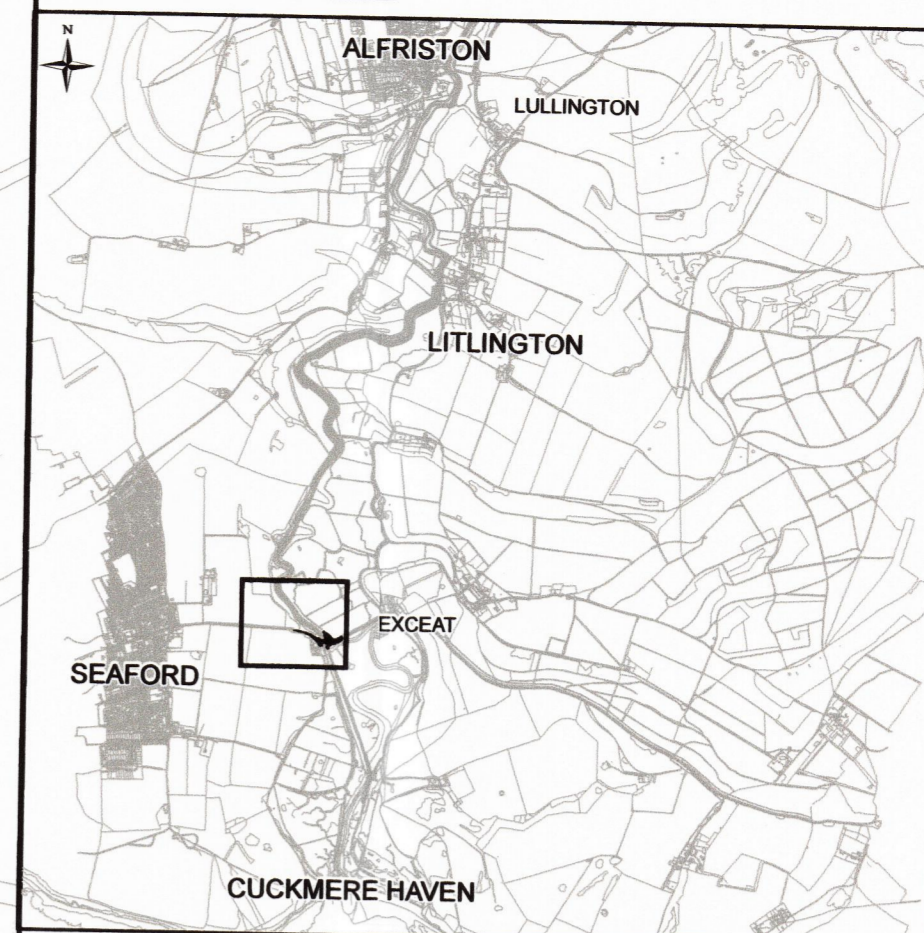 N
ALFRISTON
LULLINGTON
LITLINGTON
EXCEAT
SEAFORD
CUCKMERE HAVEN